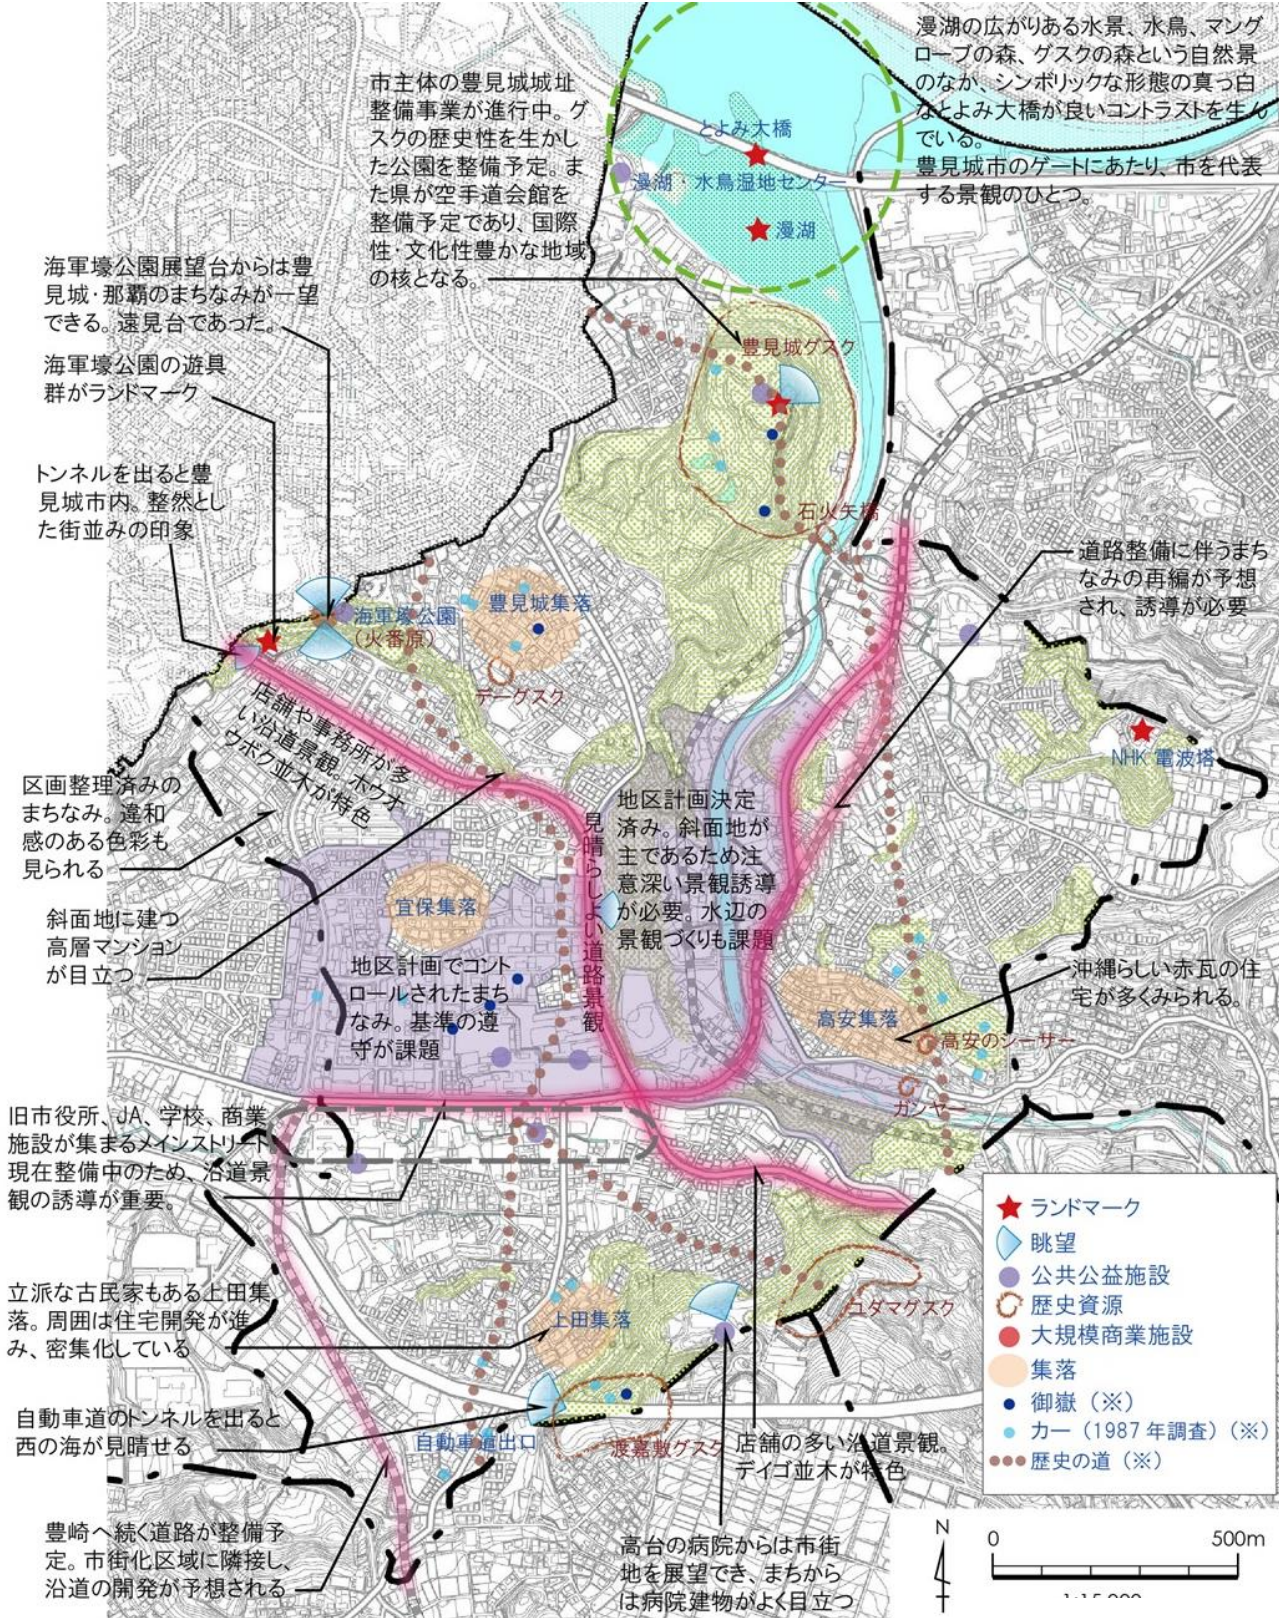 漫湖の広がりある水景、水鳥、マング
ローブの森、グスクの森という自然景
のなか、シンボリックな形態の真っ白
なとよみ大橋が良いコントラストを生ん
でいる。
豊見城市のゲートにあたり、市を代表
する景観のひとつ。
市主体の豊見城城址
整備事業が進行中。グ
スクの歴史性を生かし
た公園を整備予定。ま
た県が空手道会館を
整備予定であり、国際
性・文化性豊かな地域
の核となる。
とよみ大橋
漫湖・水鳥湿地センター
漫湖
海軍壕公園展望台からは豊
見城・那覇のまちなみが一望
できる。遠見台であった。
海軍壕公園の遊具
群がランドマーク
豊見城グスク
トンネルを出ると豊
見城市内。整然とし
た街並みの印象
石火矢橋
道路整備に伴うまち
なみの再編が予想
され、誘導が必要
海軍壕公園
（火番原）
豊見城集落
デーグスク
NHK 電波塔
店舗や事務所が多
い沿道景観。ホウオ
ウボク並木が特色
区画整理済みの
まちなみ。違和
感のある色彩も
見られる
見晴らしよい道路景観
地区計画決定
済み。斜面地が
主であるため注
意深い景観誘導
が必要。水辺の
景観づくりも課題
斜面地に建つ
高層マンション
が目立つ
宜保集落
地区計画でコント
ロールされたまち
なみ。基準の遵
守が課題
沖縄らしい赤瓦の住
宅が多くみられる。
高安集落
高安のシーサー
ガンヤー
旧市役所、JA、学校、商業
施設が集まるメインストリート
現在整備中のため、沿道景
観の誘導が重要。
立派な古民家もある上田集
落。周囲は住宅開発が進
み、密集化している
上田集落
ユダマグスク
自動車道のトンネルを出ると
西の海が見晴せる
自動車道出口
渡嘉敷グスク
店舗の多い沿道景観。
デイゴ並木が特色
豊崎へ続く道路が整備予
定。市街化区域に隣接し、
沿道の開発が予想される
高台の病院からは市街
地を展望でき、まちから
は病院建物がよく目立つ
ランドマーク
眺望
公共公益施設
歴史資源
大規模商業施設
集落
御嶽（※）
カー（1987年調査）（※）
歴史の道（※）
N
0 500m